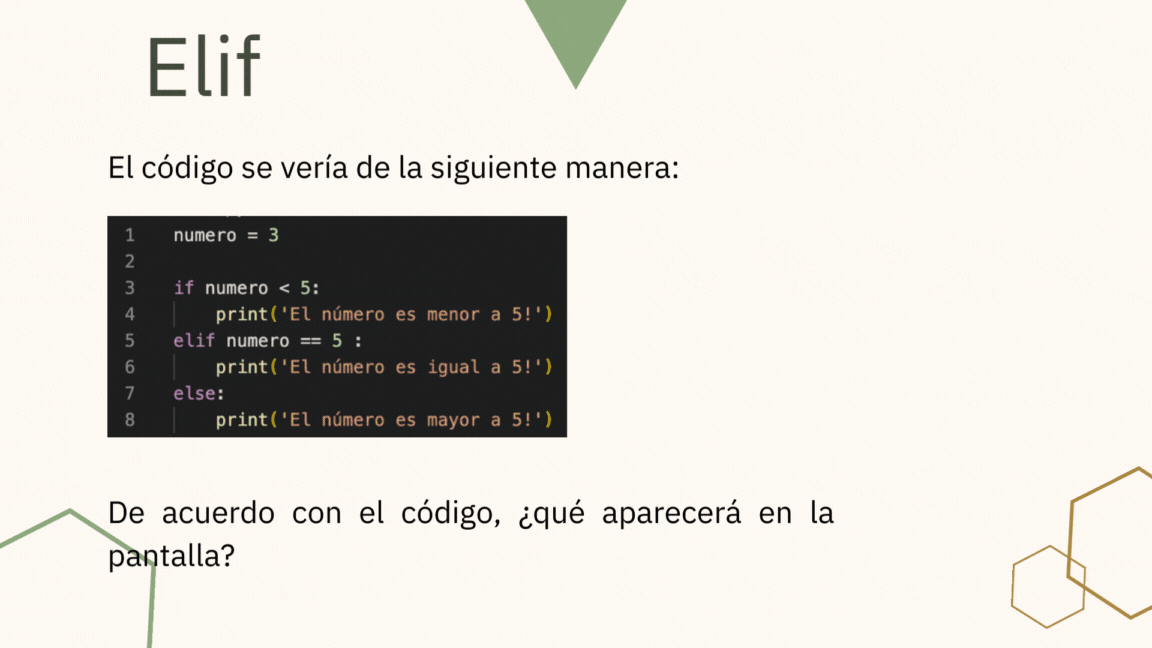 Elif
El código se vería de la siguiente manera:
1 numero = 3
2
3 if numero < 5:
4 print('El número es menor a 5!')
5 elif numero == 5 :
6 print('El número es igual a 5!')
7 else:
8 print('El número es mayor a 5!')
De acuerdo con el código, ¿qué aparecerá en la
pantalla?